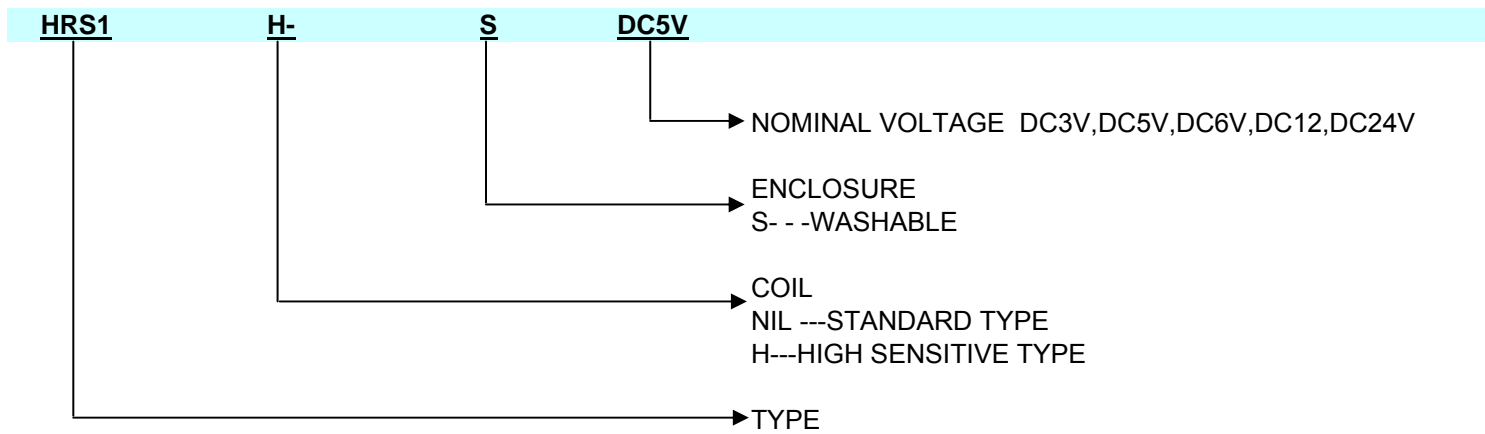 HRS1 H- S DC5V
NOMINAL VOLTAGE DC3V,DC5V,DC6V,DC12,DC24V
ENCLOSURE
S- - -WASHABLE
COIL
NIL ---STANDARD TYPE
H---HIGH SENSITIVE TYPE
TYPE